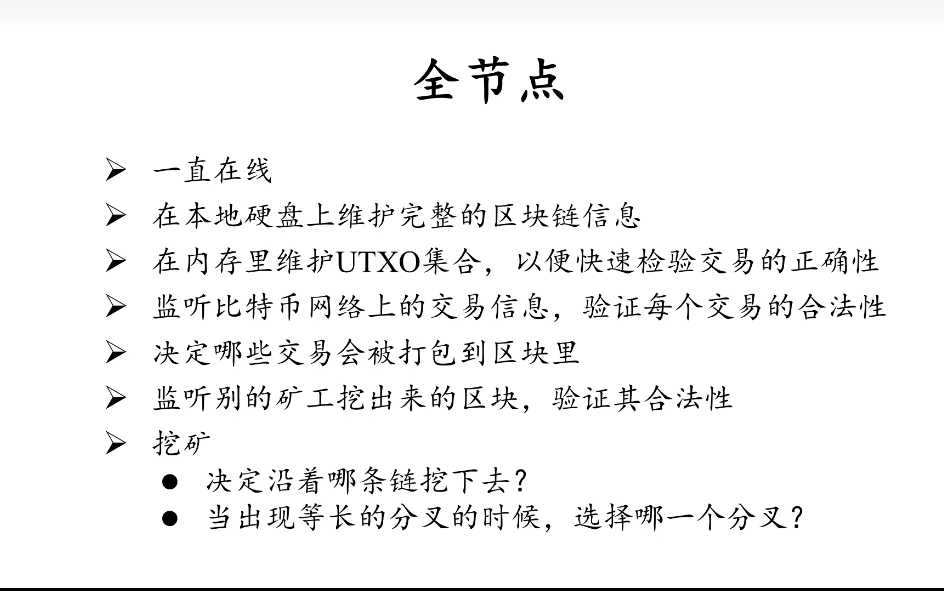 全节点
一直在线
在本地硬盘上维护完整的区块链信息
在内存里维护UTXO集合，以便快速检验交易的正确性
监听比特币网络上的交易信息，验证每个交易的合法性
决定哪些交易会被打包到区块里
监听别的矿工挖出来的区块，验证其合法性
挖矿
决定沿着哪条链挖下去？
当出现等长的分叉的时候，选择哪一个分叉？